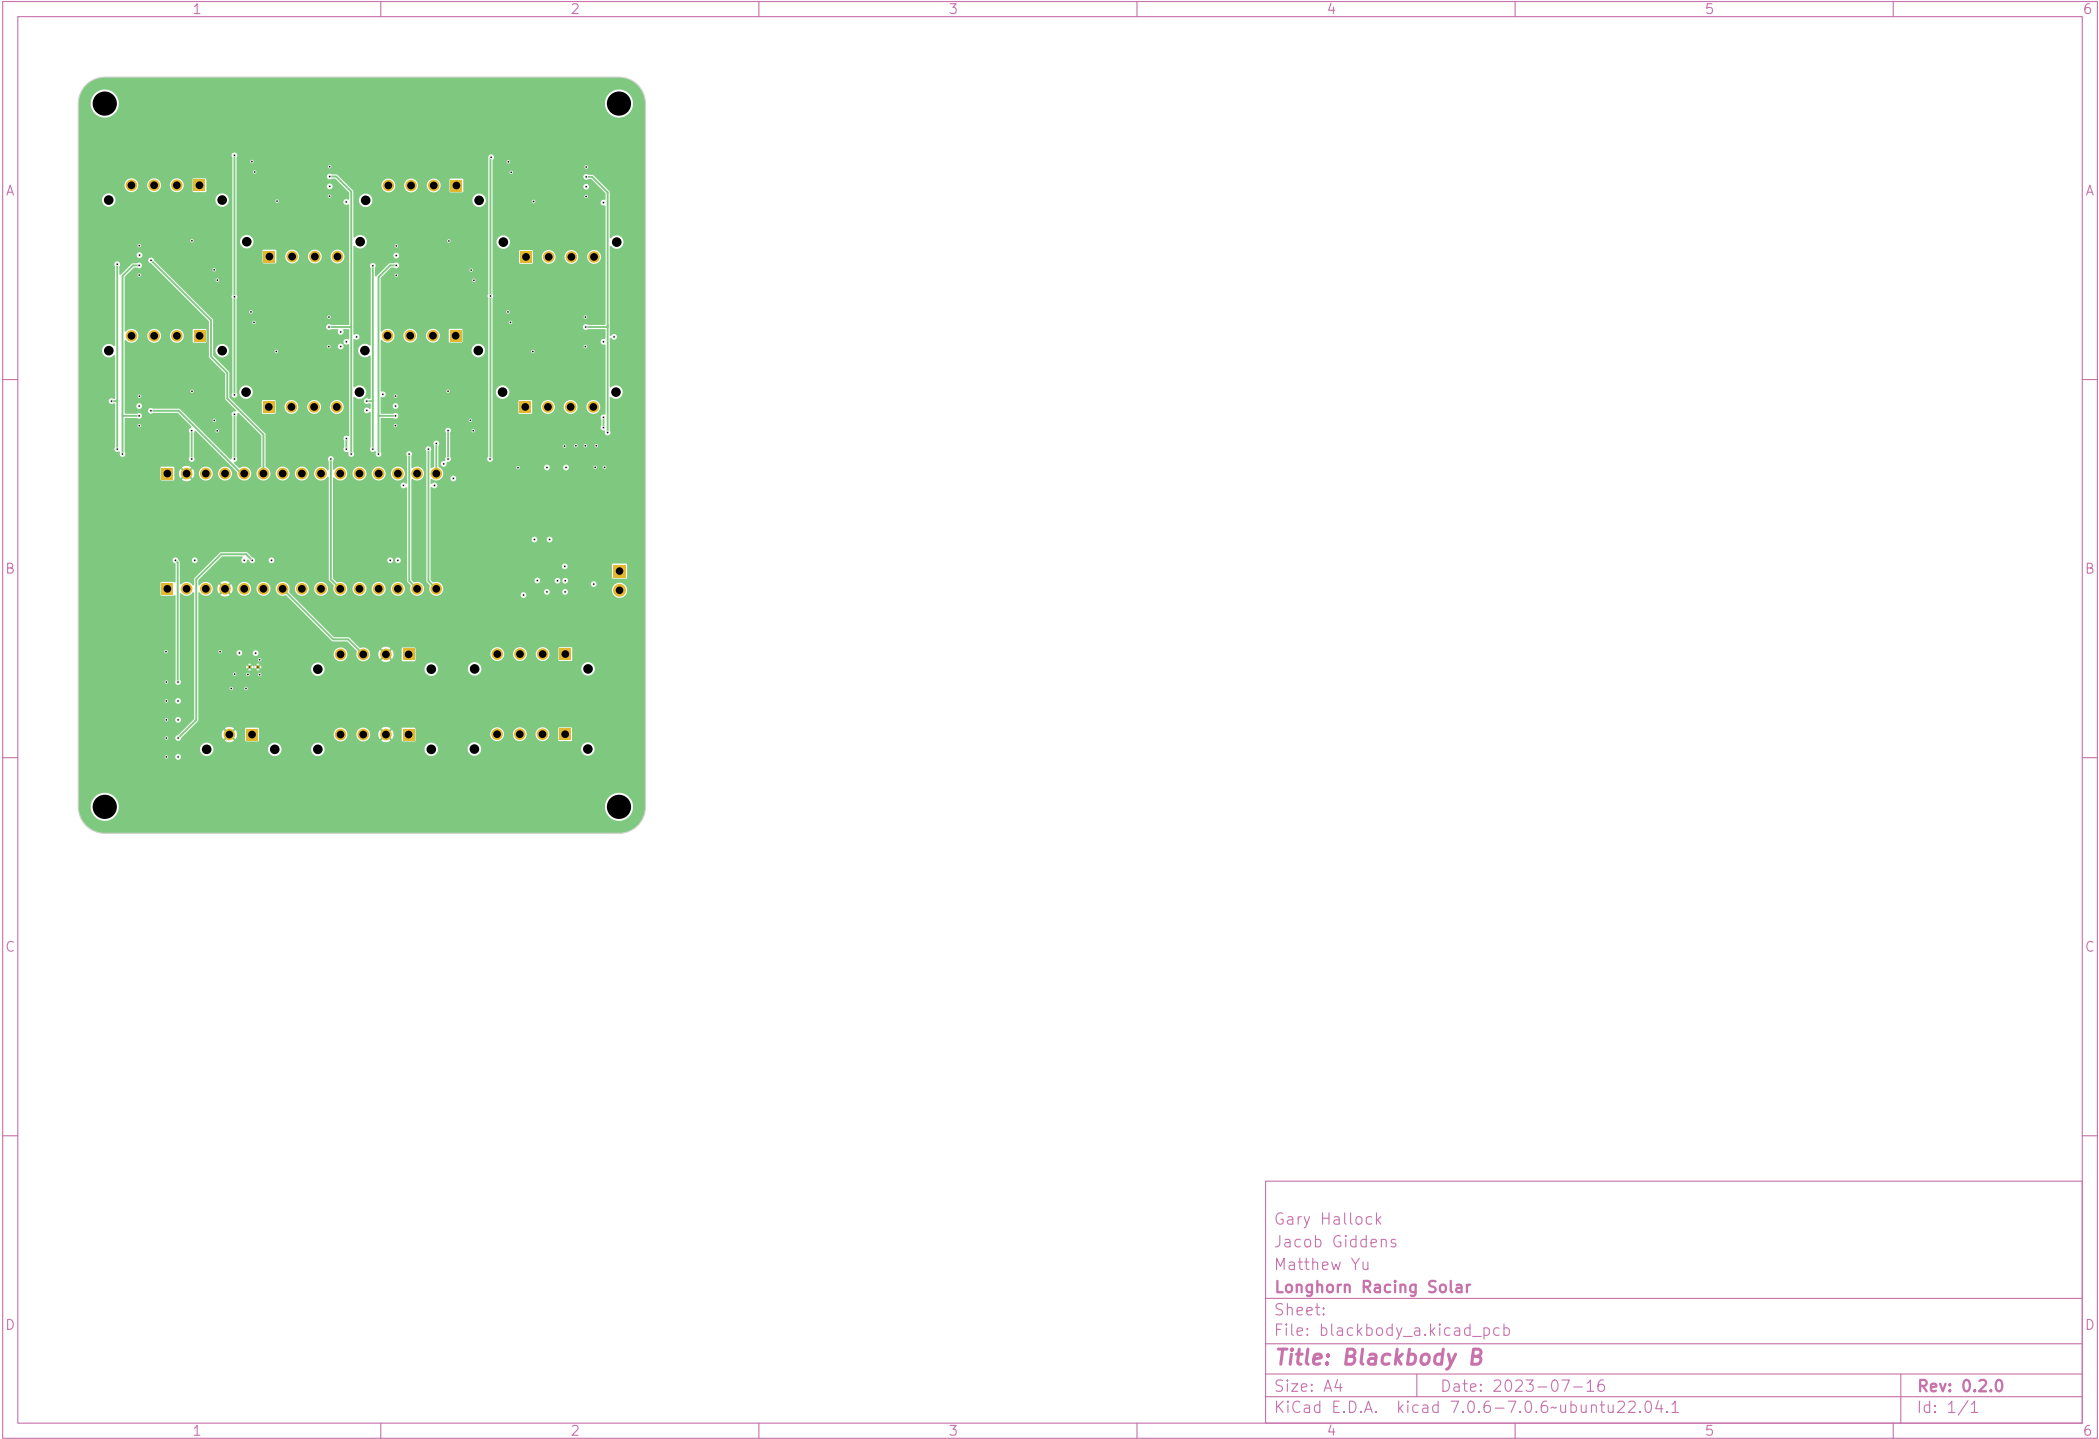 1 2 3 4 5 6
A A
B B
C C
Gary Hallock
Jacob Giddens
Matthew Yu
Longhorn Racing Solar
Sheet:
D File: blackbody_a.kicad_pcb D
Title: Blackbody B
Size: A4 Date: 2023-07-16 Rev: 0.2.0
KiCad E.D.A. kicad 7.0.6-7.0.6~ubuntu22.04.1 Id: 1/1
1 2 3 4 5 6